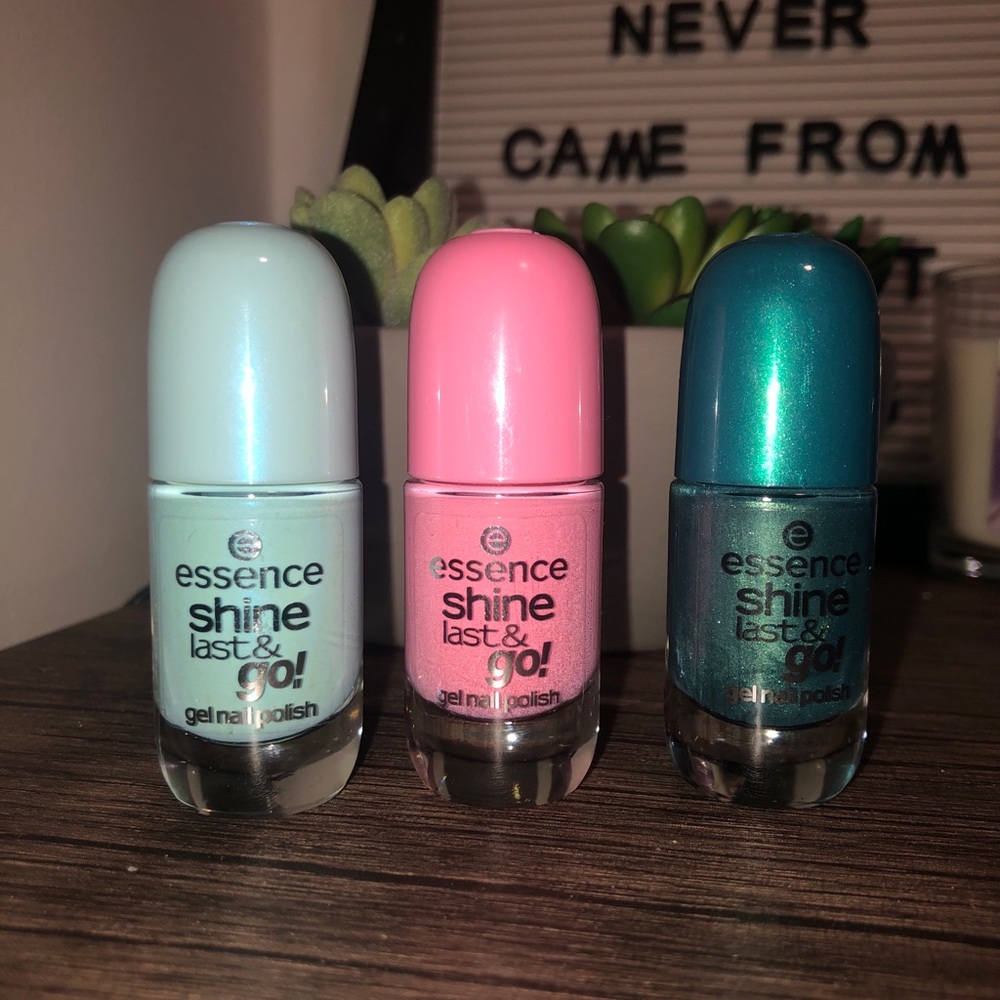 NEVER
CAME FROM
e
essence
shine
last &
go!
gel nail polish
e
essence
shine
last &
go!
gel nail polish
e
essence
shine
last &
go!
gel nail polish